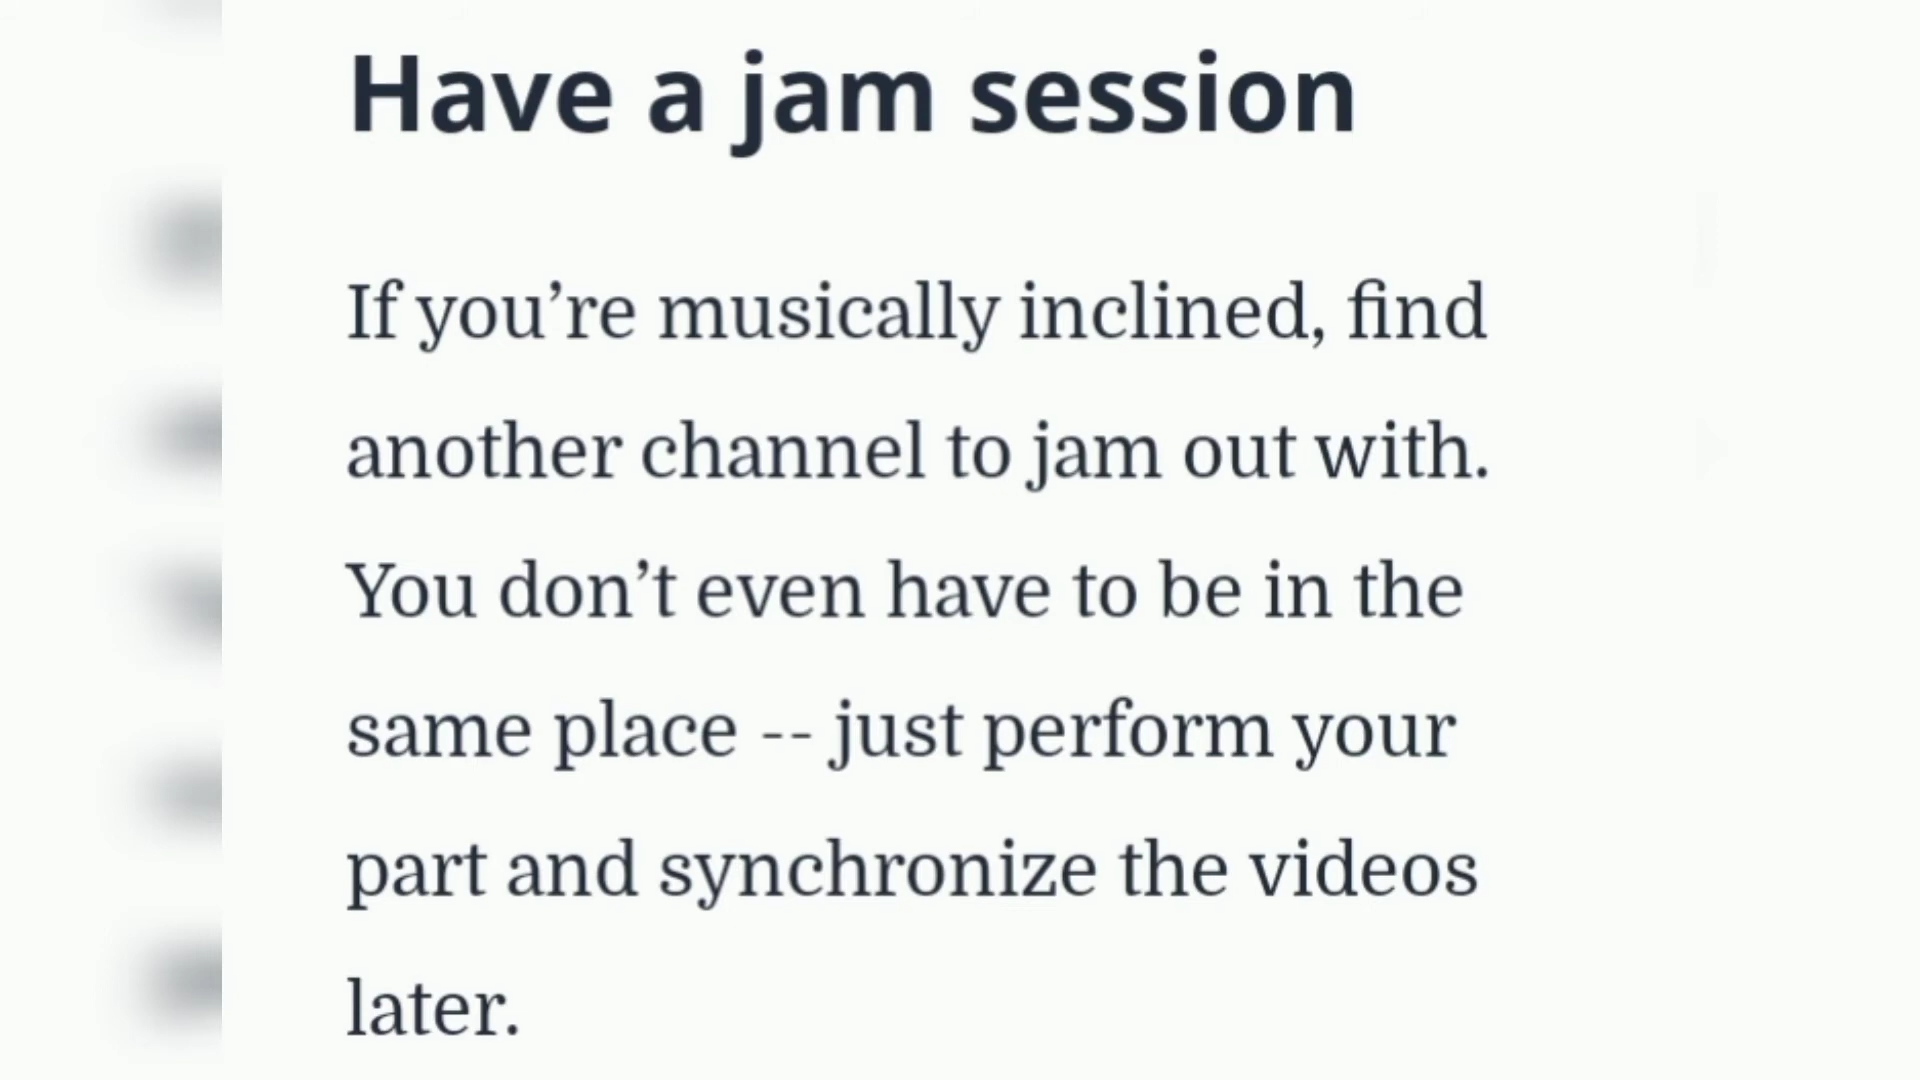 Have a jam session
If you’re musically inclined, find
another channel to jam out with.
You don’t even have to be in the
same place -- just perform your
part and synchronize the videos
later.